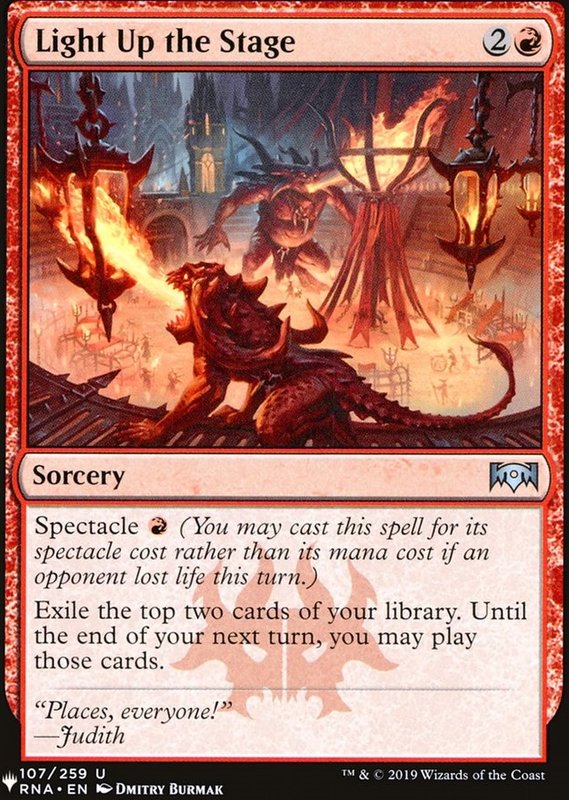 Light Up the Stage 2
Sorcery
Spectacle (You may cast this spell for its
spectacle cost rather than its mana cost if an
opponent lost life this turn.)
Exile the top two cards of your library. Until
the end of your next turn, you may play
those cards.
“Places, everyone!”
—Judith
107/259 U
RNA • EN Dmitry Burmak
™ & © 2019 Wizards of the Coast